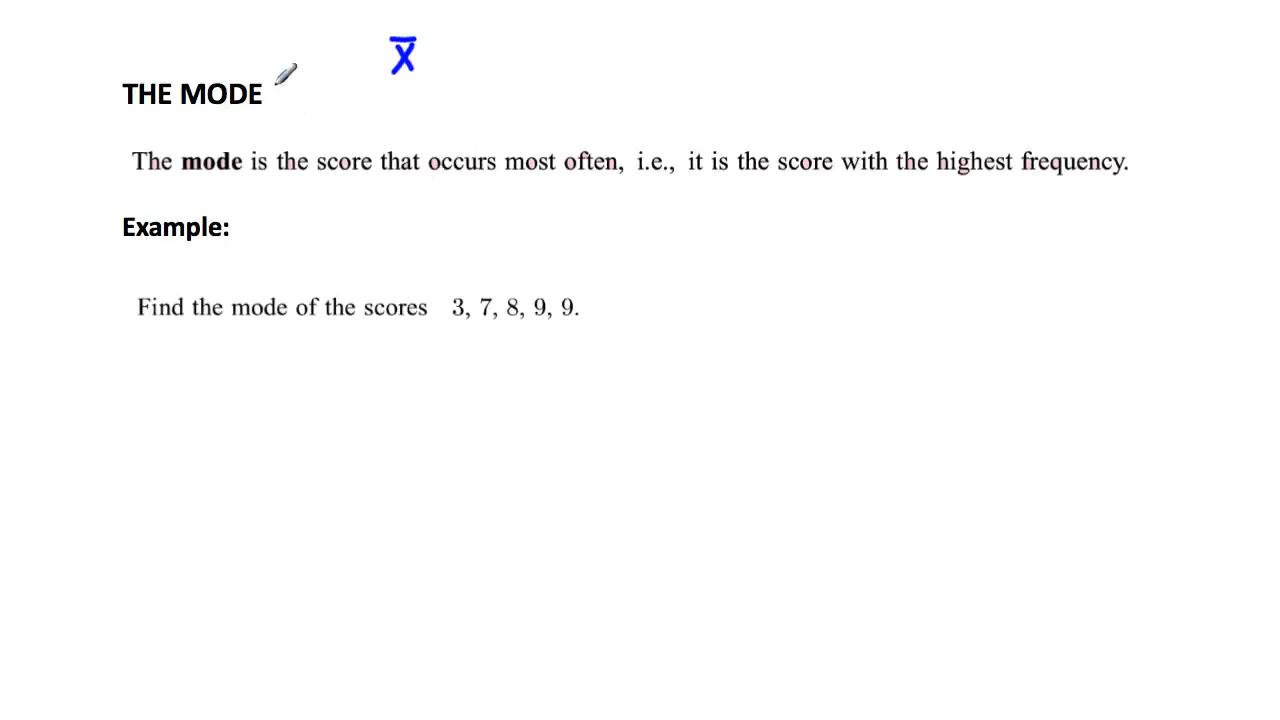 x̄
THE MODE
The mode is the score that occurs most often, i.e., it is the score with the highest frequency.
Example:
Find the mode of the scores 3, 7, 8, 9, 9.